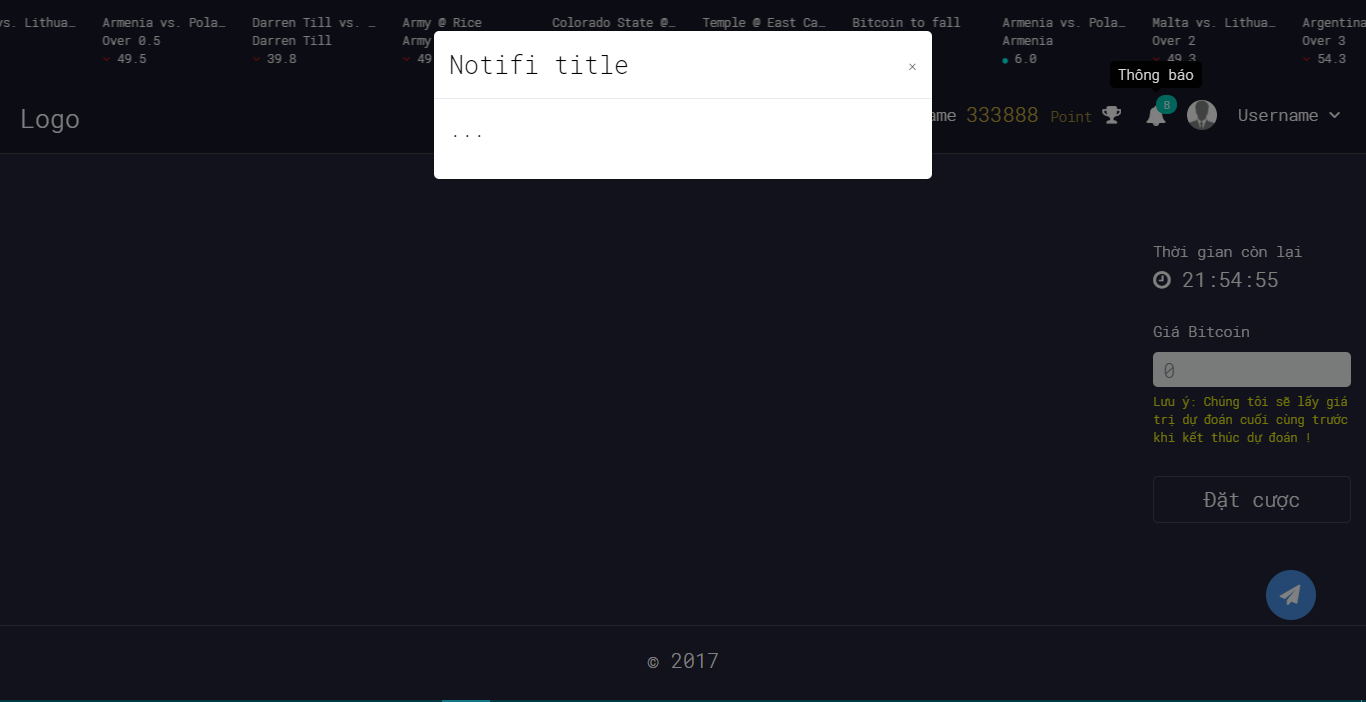 vs. Lithua…
Armenia vs. Pola…
Over 0.5
49.5
Darren Till vs. …
Darren Till
39.8
Army @ Rice
Army
49
Colorado State @…
Temple @ East Ca…
Bitcoin to fall
Armenia vs. Pola…
Armenia
6.0
Malta vs. Lithua…
Over 2
49.3
Argentina
Over 3
54.3
Notifi title
×
...
Thông báo
Logo
ame 333888 Point
8
Username
Thời gian còn lại
21:54:55
Giá Bitcoin
0
Lưu ý: Chúng tôi sẽ lấy giá
trị dự đoán cuối cùng trước
khi kết thúc dự đoán !
Đặt cược
© 2017